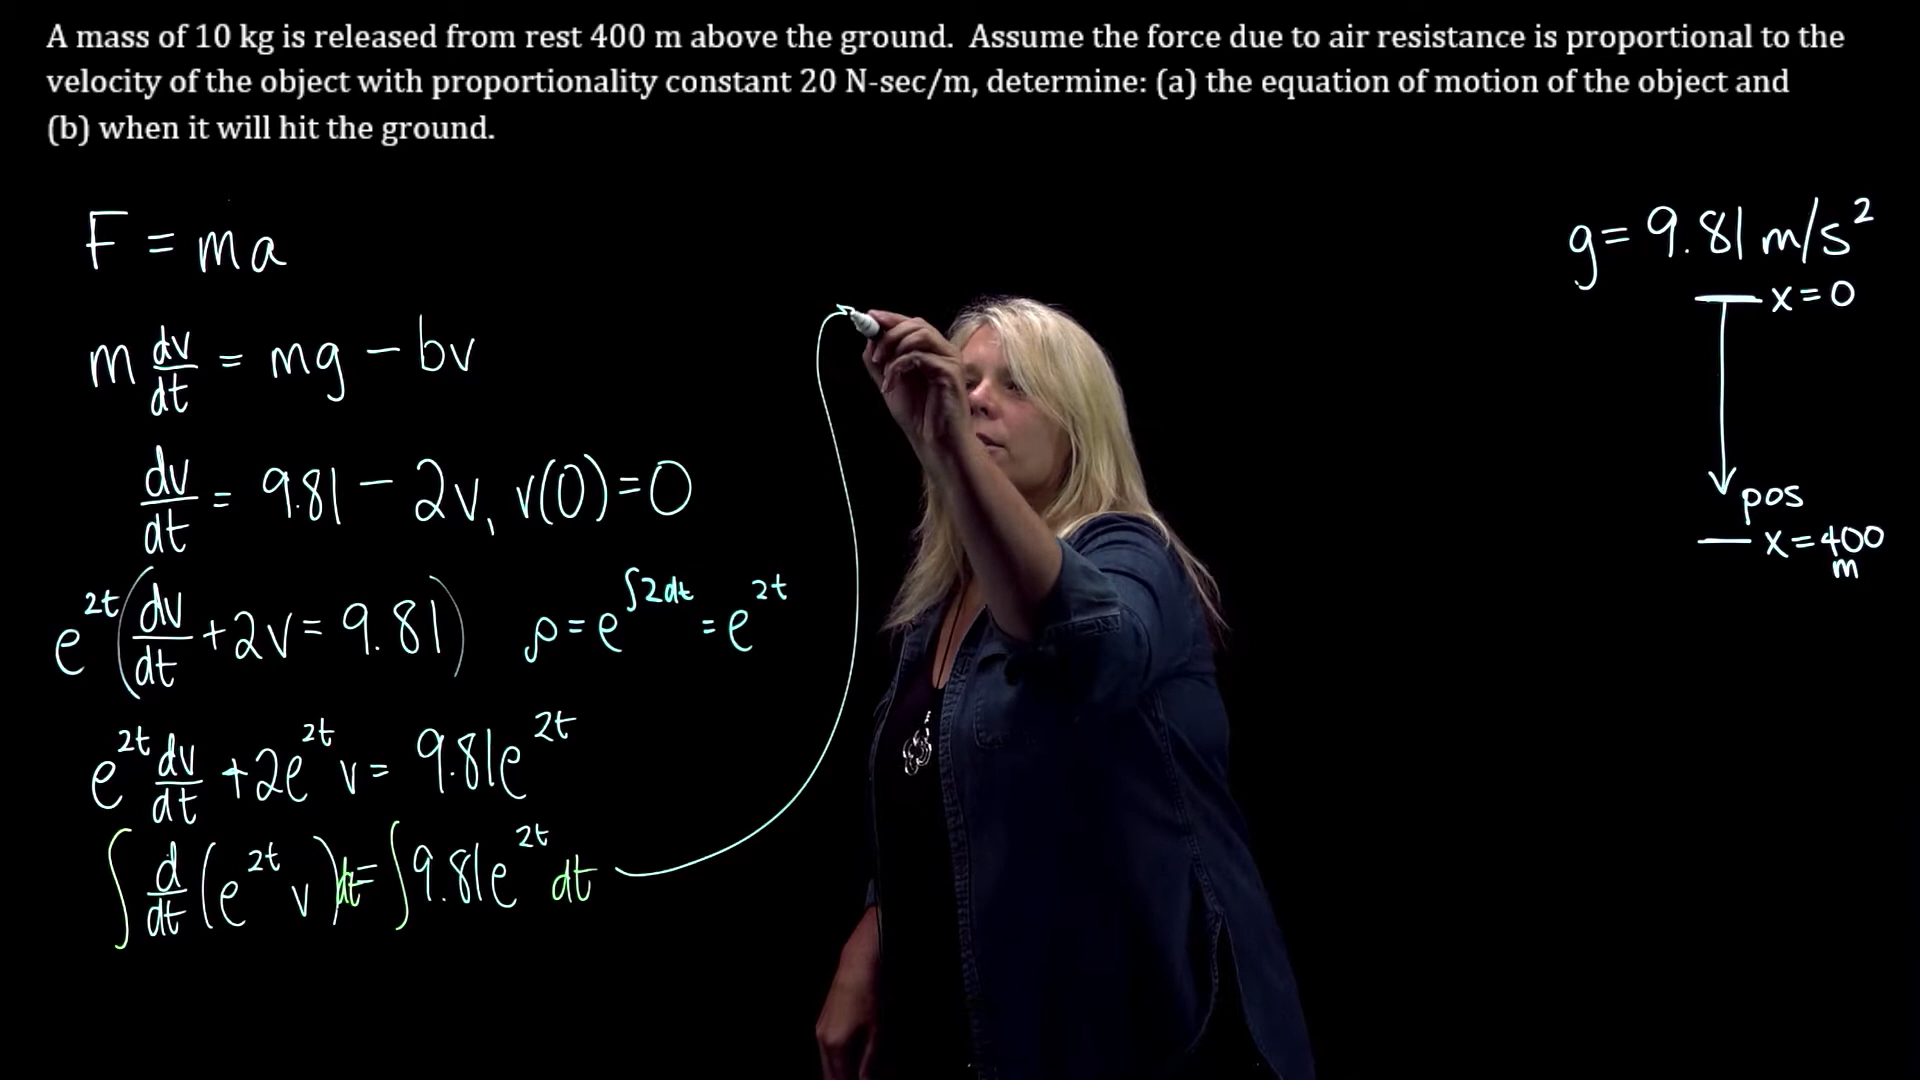 A mass of 10 kg is released from rest 400 m above the ground. Assume the force due to air resistance is proportional to the
velocity of the object with proportionality constant 20 N-sec/m, determine: (a) the equation of motion of the object and
(b) when it will hit the ground.
F = ma
m dv/dt = mg − bv
dv/dt = 9.81 − 2v, v(0)=0
e^{2t}(dv/dt + 2v = 9.81) ρ = e^{∫2dt} = e^{2t}
e^{2t} dv/dt + 2e^{2t} v = 9.81e^{2t}
∫ d/dt (e^{2t} v)dt = ∫9.81e^{2t} dt
g = 9.81 m/s²
x = 0
pos
x = 400
m